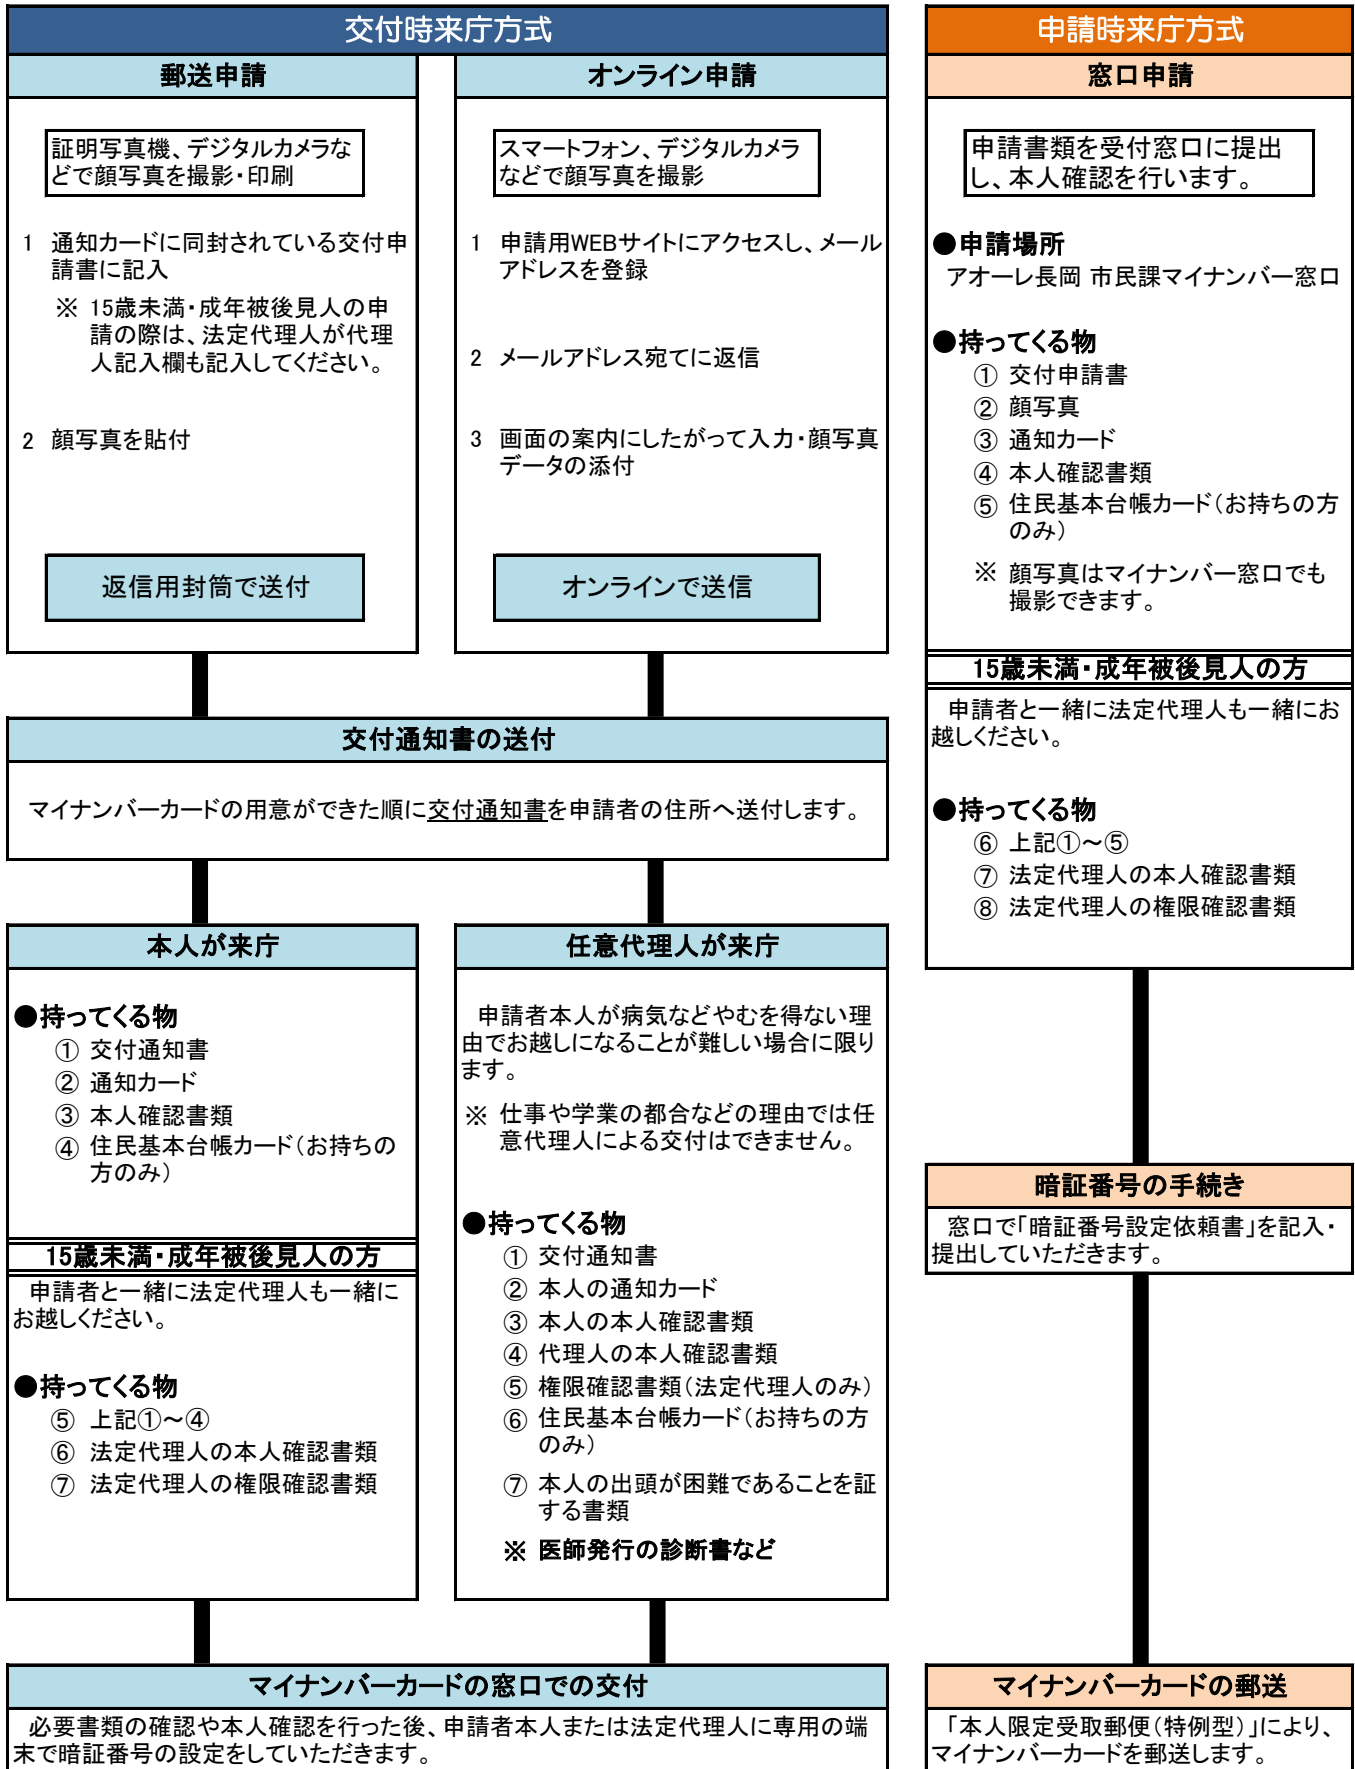 交付時来庁方式
郵送申請
証明写真機、デジタルカメラな
どで顔写真を撮影・印刷
1 通知カードに同封されている交付申
請書に記入
※ 15歳未満・成年被後見人の申
請の際は、法定代理人が代理
人記入欄も記入してください。
2 顔写真を貼付
返信用封筒で送付
オンライン申請
スマートフォン、デジタルカメラ
などで顔写真を撮影
1 申請用WEBサイトにアクセスし、メール
アドレスを登録
2 メールアドレス宛てに返信
3 画面の案内にしたがって入力・顔写真
データの添付
オンラインで送信
交付通知書の送付
マイナンバーカードの用意ができた順に交付通知書を申請者の住所へ送付します。
本人が来庁
●持ってくる物
① 交付通知書
② 通知カード
③ 本人確認書類
④ 住民基本台帳カード（お持ちの
方のみ）
15歳未満・成年被後見人の方
申請者と一緒に法定代理人も一緒に
お越しください。
●持ってくる物
⑤ 上記①～④
⑥ 法定代理人の本人確認書類
⑦ 法定代理人の権限確認書類
任意代理人が来庁
申請者本人が病気などやむを得ない理
由でお越しになることが難しい場合に限り
ます。
※ 仕事や学業の都合などの理由では任
意代理人による交付はできません。
●持ってくる物
① 交付通知書
② 本人の通知カード
③ 本人の本人確認書類
④ 代理人の本人確認書類
⑤ 権限確認書類（法定代理人のみ）
⑥ 住民基本台帳カード（お持ちの方
のみ）
⑦ 本人の出頭が困難であることを証
する書類
※ 医師発行の診断書など
マイナンバーカードの窓口での交付
必要書類の確認や本人確認を行った後、申請者本人または法定代理人に専用の端
末で暗証番号の設定をしていただきます。
申請時来庁方式
窓口申請
申請書類を受付窓口に提出
し、本人確認を行います。
●申請場所
アオーレ長岡 市民課マイナンバー窓口
●持ってくる物
① 交付申請書
② 顔写真
③ 通知カード
④ 本人確認書類
⑤ 住民基本台帳カード（お持ちの方
のみ）
※ 顔写真はマイナンバー窓口でも
撮影できます。
15歳未満・成年被後見人の方
申請者と一緒に法定代理人も一緒にお
越しください。
●持ってくる物
⑥ 上記①～⑤
⑦ 法定代理人の本人確認書類
⑧ 法定代理人の権限確認書類
暗証番号の手続き
窓口で「暗証番号設定依頼書」を記入・
提出していただきます。
マイナンバーカードの郵送
「本人限定受取郵便（特例型）」により、
マイナンバーカードを郵送します。